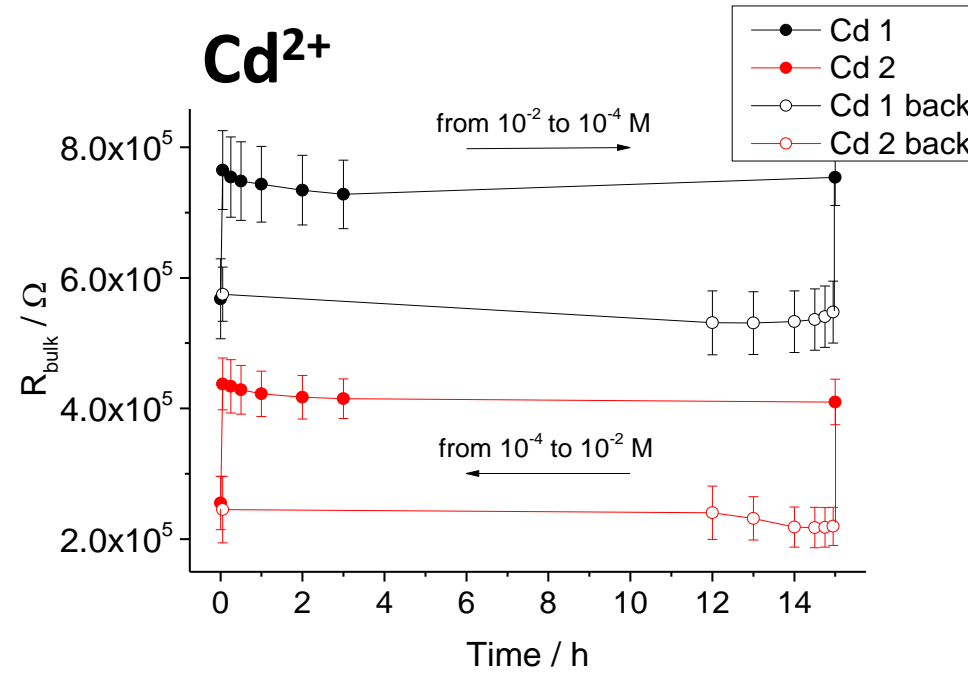 Cd²⁺
Cd 1
Cd 2
Cd 1 back
Cd 2 back
from 10⁻² to 10⁻⁴ M
8.0x10⁵
6.0x10⁵
4.0x10⁵
2.0x10⁵
R_bulk / Ω
from 10⁻⁴ to 10⁻² M
0 2 4 6 8 10 12 14
Time / h